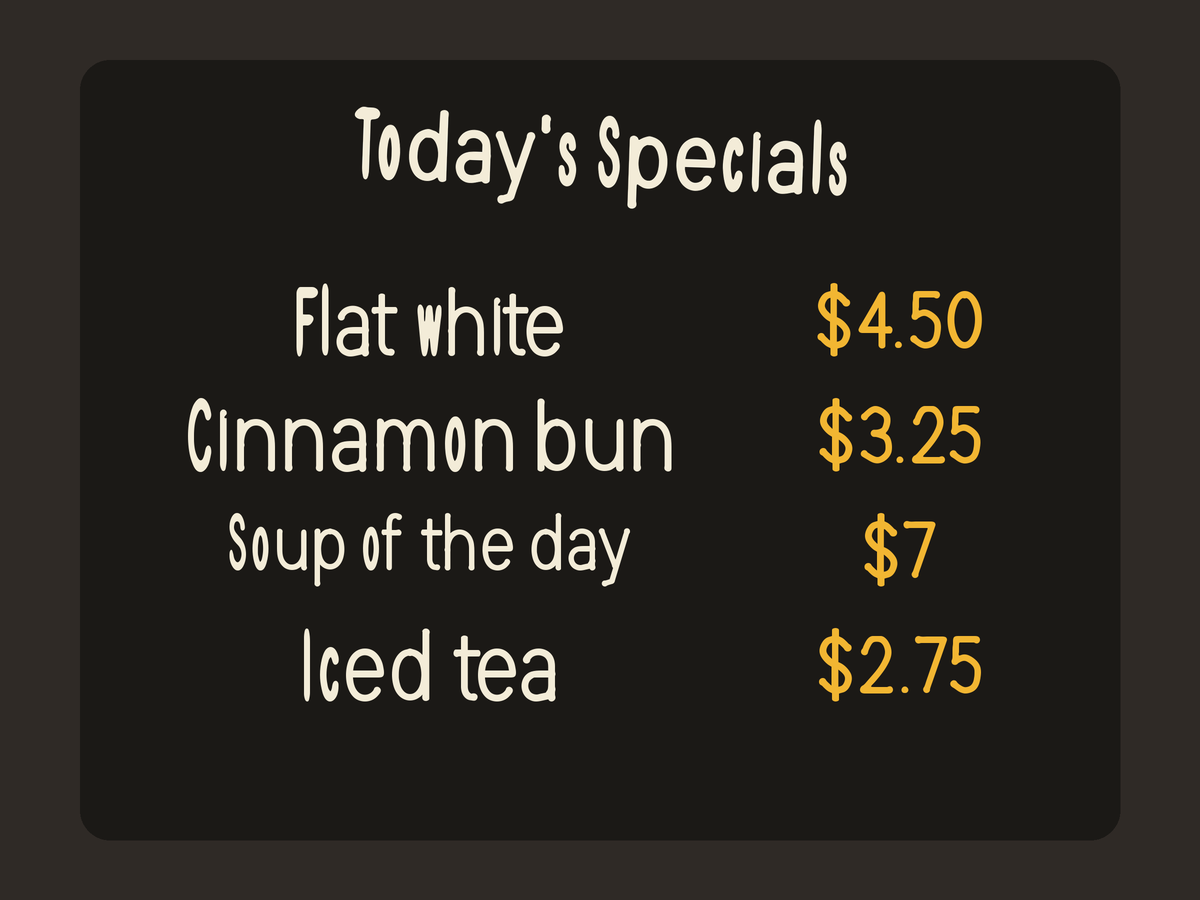 Today's Specials
Flat white $4.50
Cinnamon bun $3.25
Soup of the day $7
Iced tea $2.75